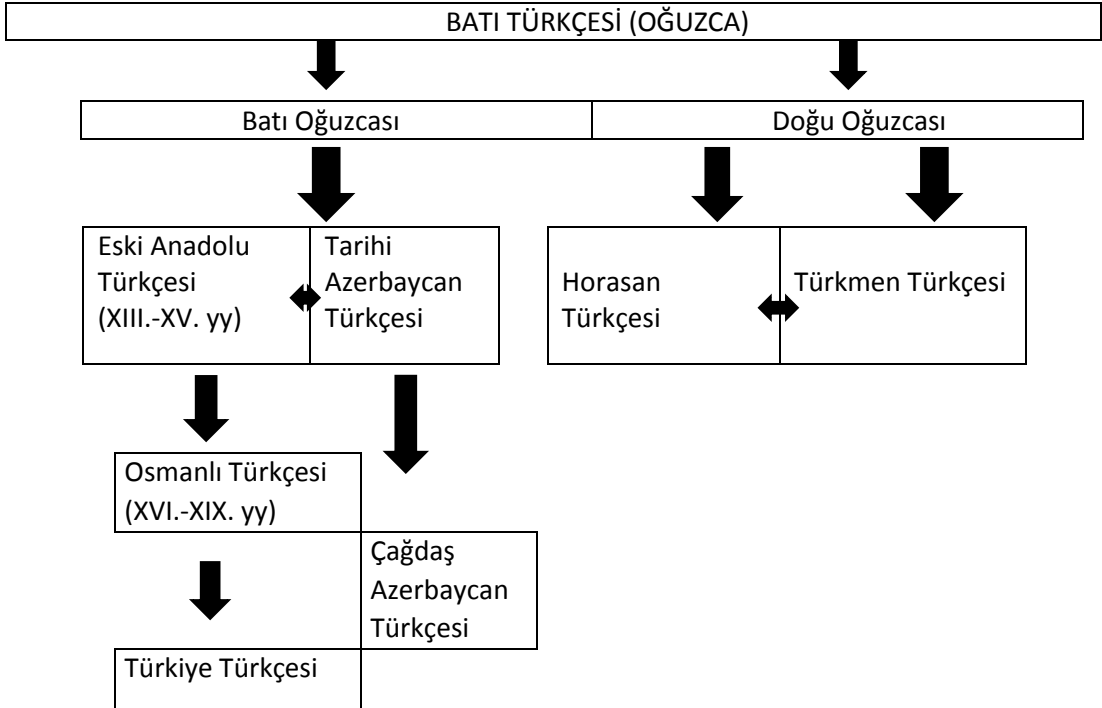 BATI TÜRKÇESİ (OĞUZCA)
Batı Oğuzcası
Doğu Oğuzcası
Eski Anadolu
Türkçesi
(XIII.-XV. yy)
Tarihi
Azerbaycan
Türkçesi
Horasan
Türkçesi
Türkmen Türkçesi
Osmanlı Türkçesi
(XVI.-XIX. yy)
Çağdaş
Azerbaycan
Türkçesi
Türkiye Türkçesi